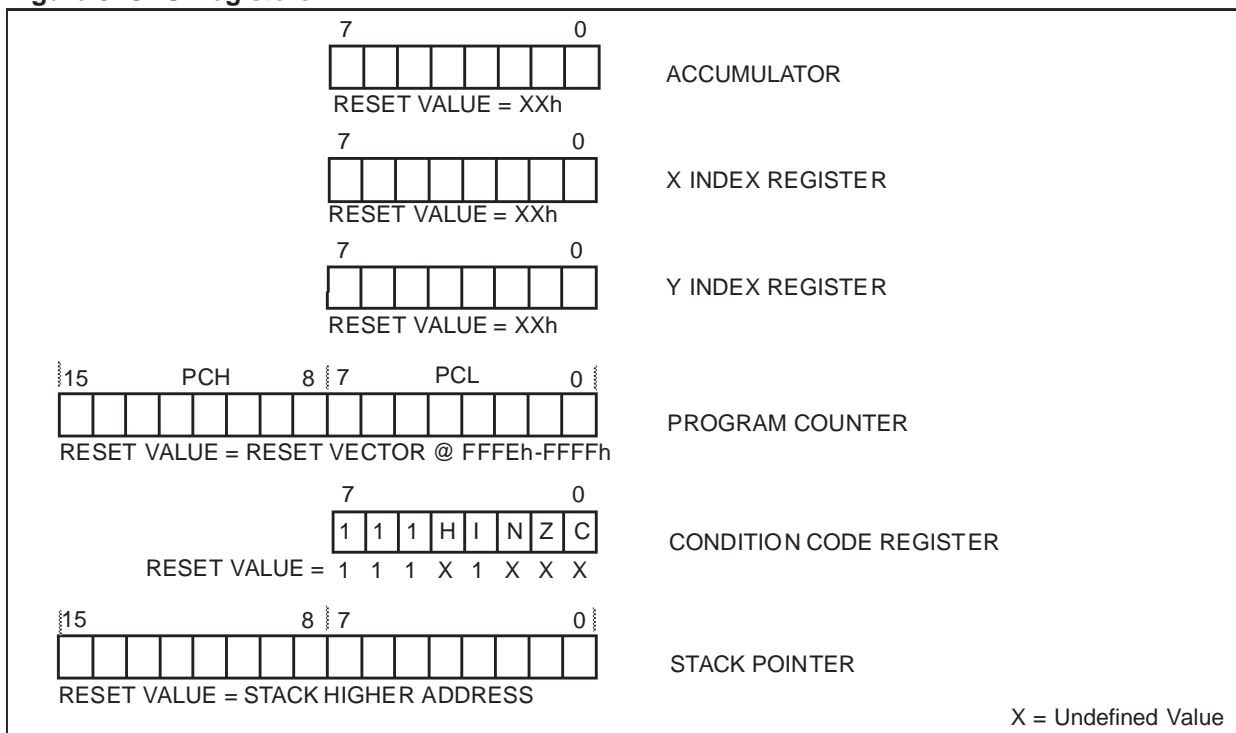 7 0
ACCUMULATOR
RESET VALUE = XXh
7 0
X INDEX REGISTER
RESET VALUE = XXh
7 0
Y INDEX REGISTER
RESET VALUE = XXh
15 PCH 8 7 PCL 0
PROGRAM COUNTER
RESET VALUE = RESET VECTOR @ FFFEh-FFFFh
7 0
1 1 1 H I N Z C
CONDITION CODE REGISTER
RESET VALUE = 1 1 1 X 1 X X X
15 8 7 0
STACK POINTER
RESET VALUE = STACK HIGHER ADDRESS
X = Undefined Value